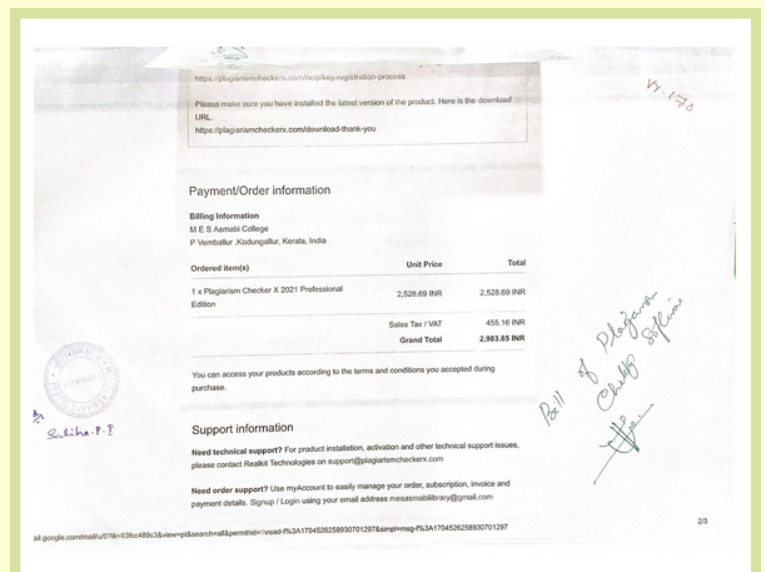 https://plagiarismcheckerx.com/help/key-registration-process
Please make sure you have installed the latest version of the product. Here is the download
URL.
https://plagiarismcheckerx.com/download-thank-you
Vr. 170
Payment/Order information
Billing Information
M E S Asmabi College
P Vemballur ,Kodungallur, Kerala, India
Ordered item(s) Unit Price Total
1 x Plagiarism Checker X 2021 Professional
Edition
2,528.69 INR 2,528.69 INR
Sales Tax / VAT 455.16 INR
Grand Total 2,983.85 INR
You can access your products according to the terms and conditions you accepted during
purchase.
Bill of Plagarism
Software
Support information
Need technical support? For product installation, activation and other technical support issues,
please contact Realkit Technologies on support@plagiarismcheckerx.com
Need order support? Use myAccount to easily manage your order, subscription, invoice and
payment details. Signup / Login using your email address mesasmabilibrary@gmail.com
2/3